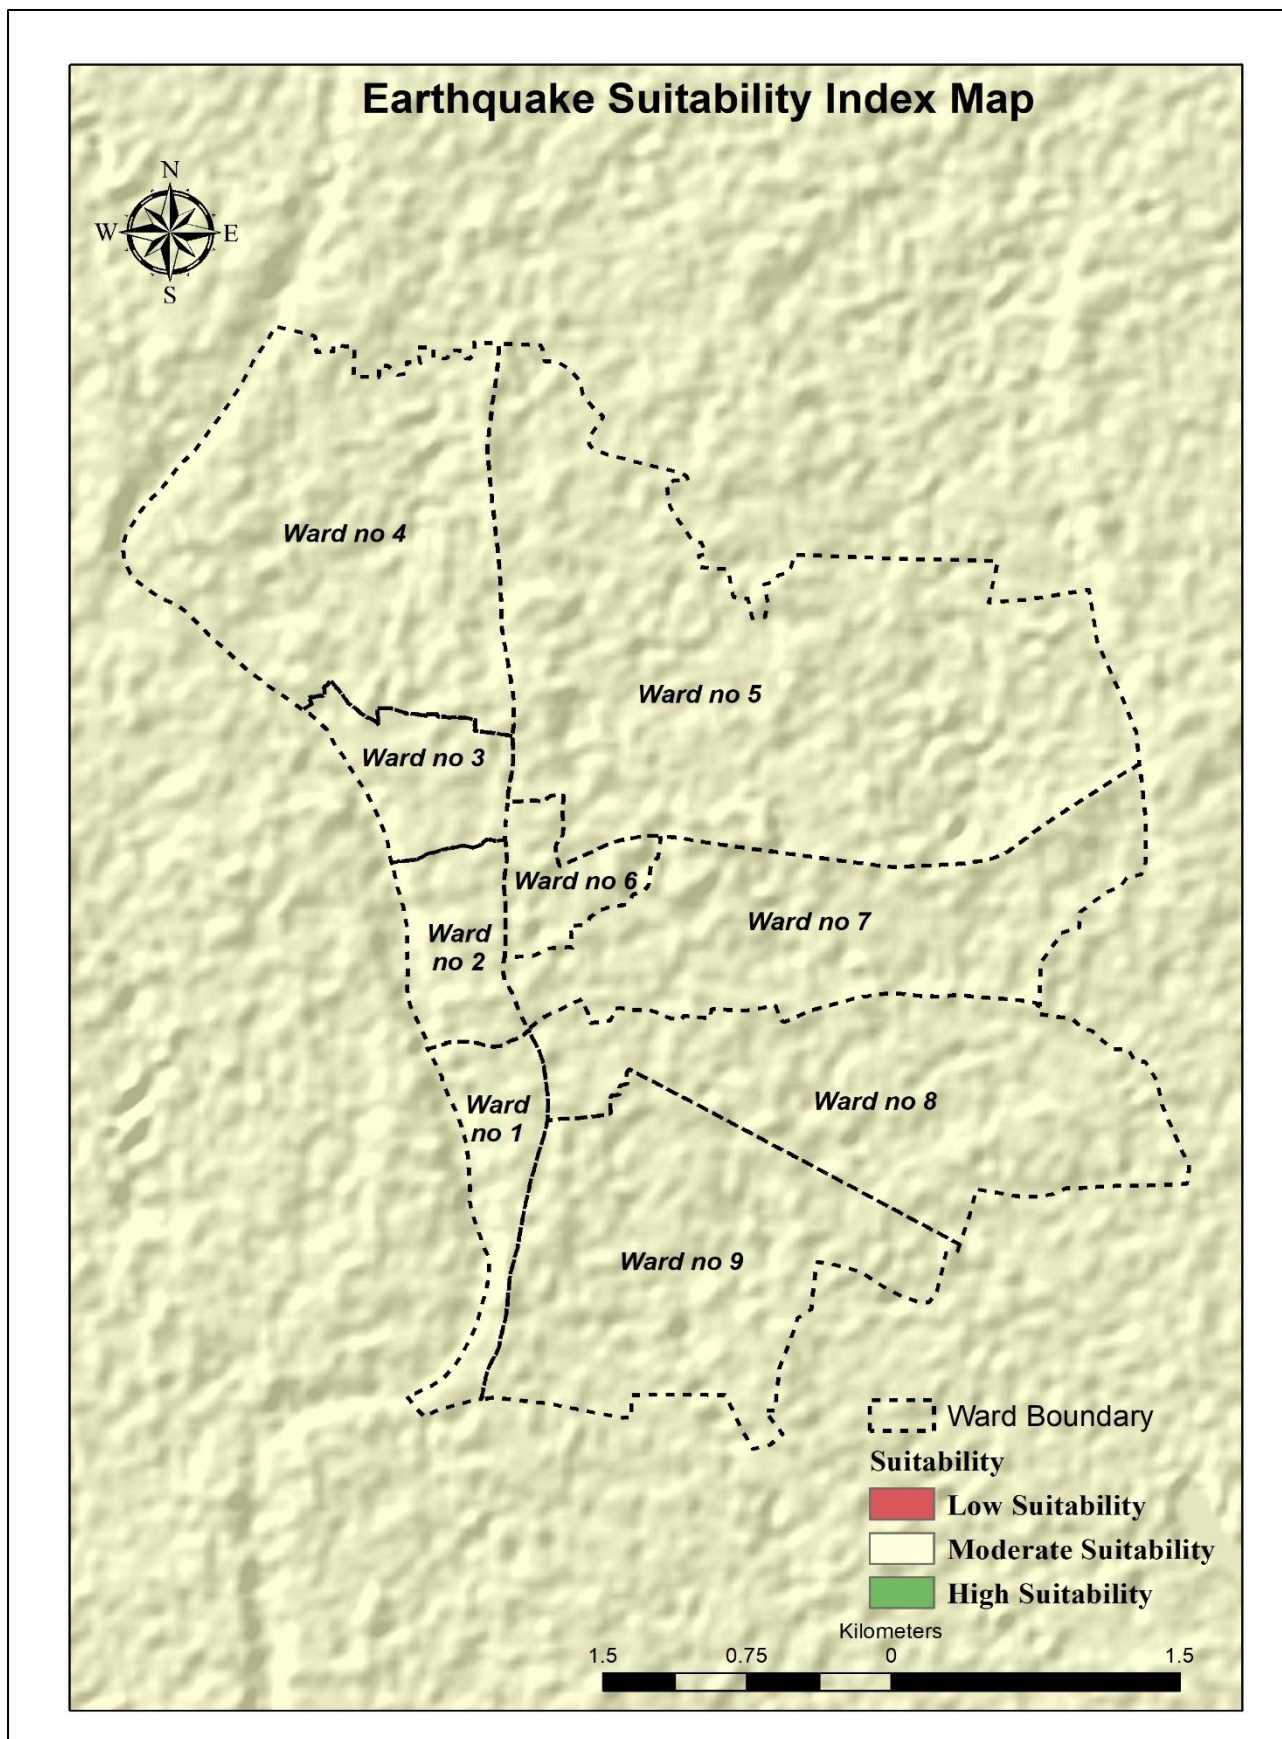 Earthquake Suitability Index Map
N
W
E
S
Ward no 4
Ward no 5
Ward no 3
Ward no 6
Ward no 7
Ward
no 2
Ward no 8
Ward
no 1
Ward no 9
Ward Boundary
Suitability
Low Suitability
Moderate Suitability
High Suitability
Kilometers
1.5 0.75 0 1.5